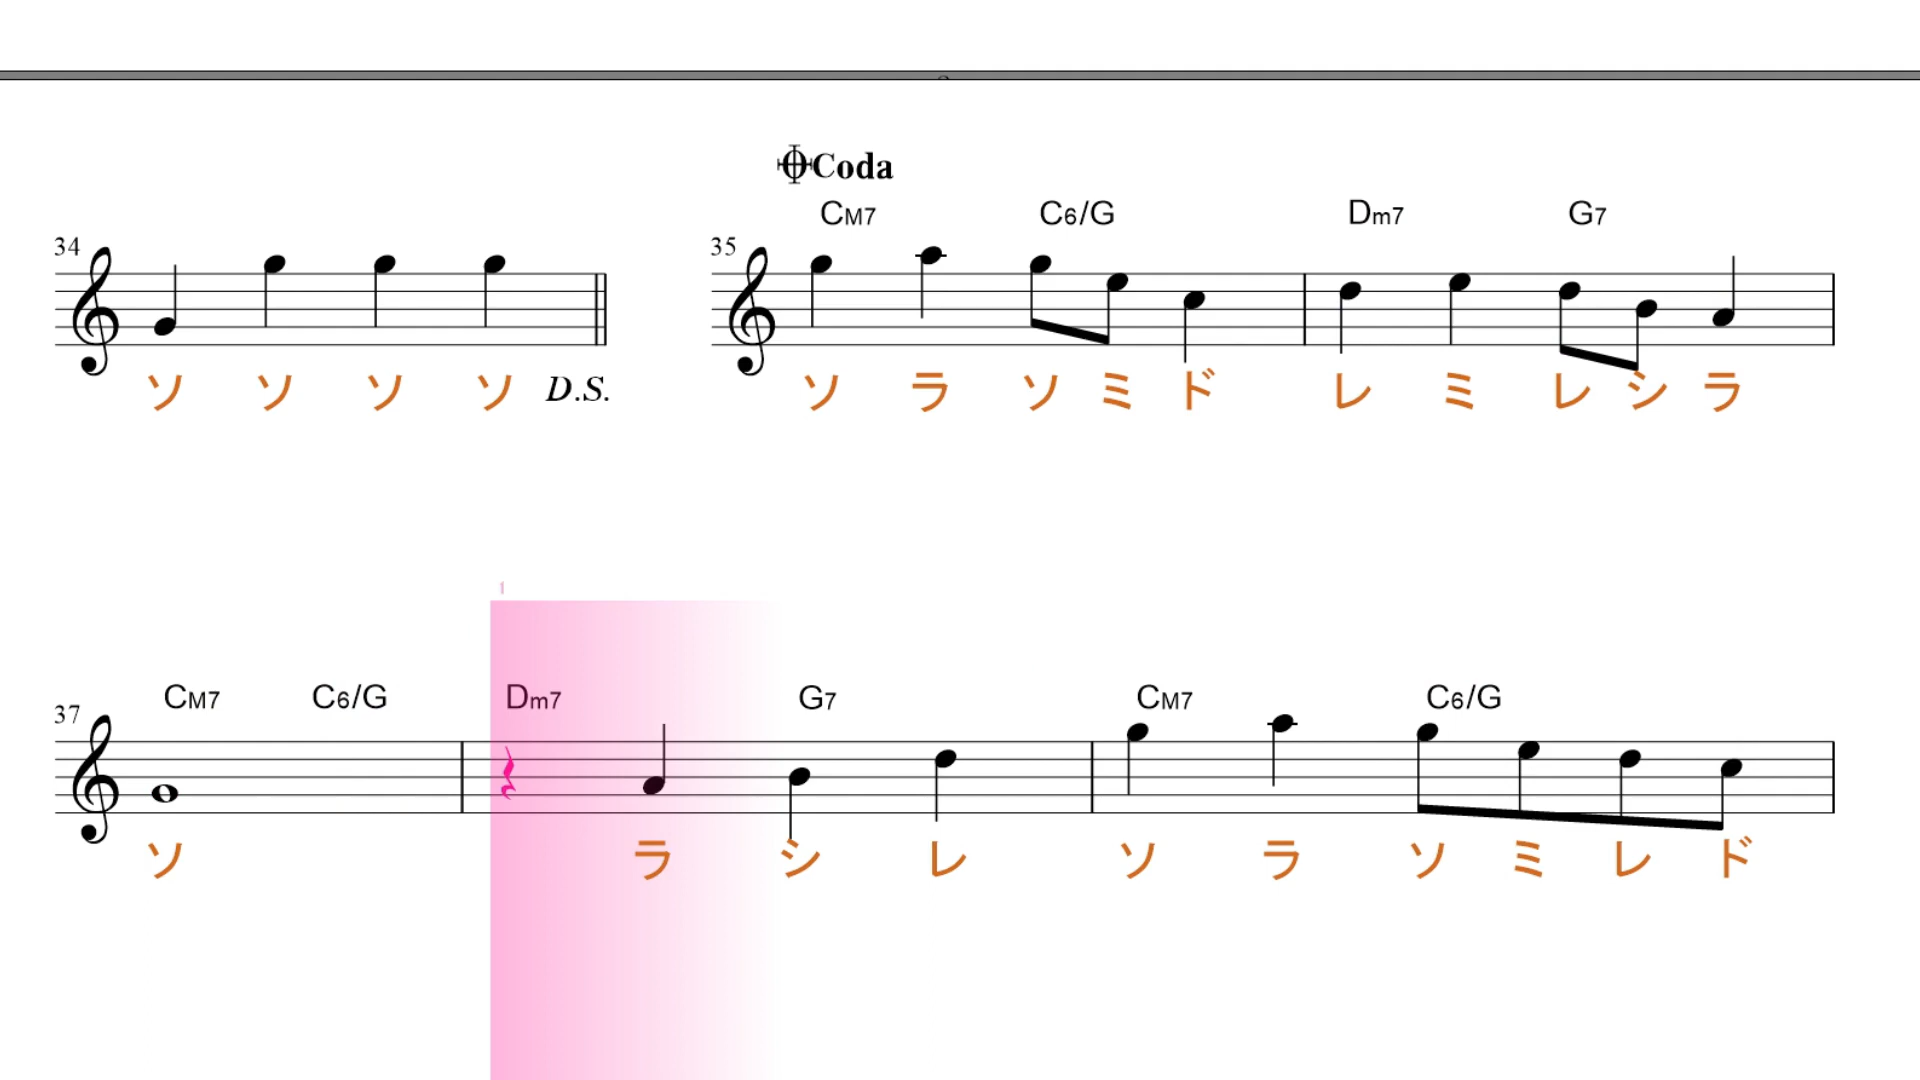 Coda
CM7 C6/G Dm7 G7
34 35
ソ ソ ソ ソ D.S. ソ ラ ソ ミ ド レ ミ レ シ ラ
1
CM7 C6/G Dm7 G7 CM7 C6/G
37
ソ ラ シ レ ソ ラ ソ ミ レ ド